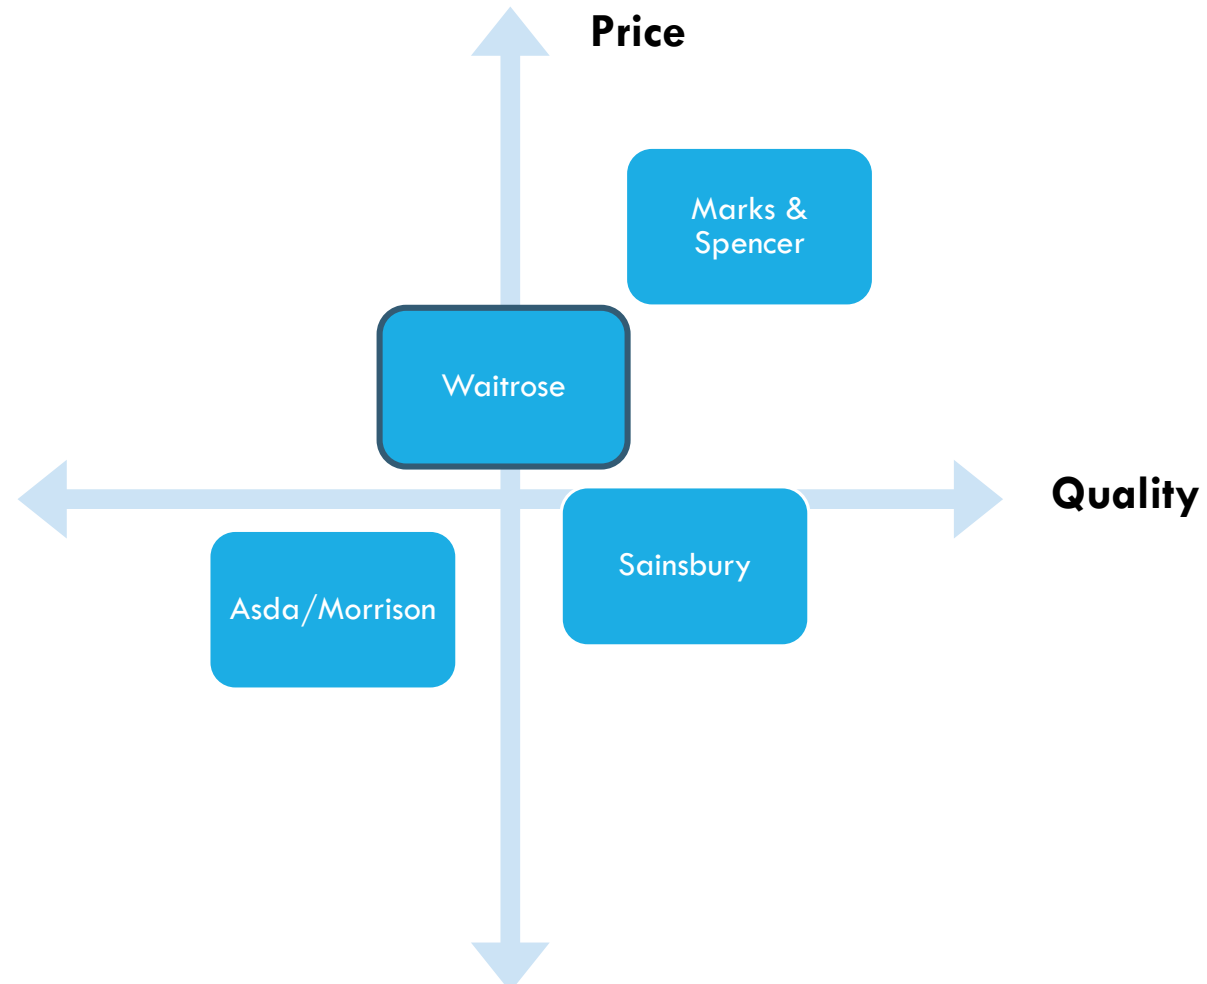 Price
Marks &
Spencer
Waitrose
Quality
Sainsbury
Asda/Morrison